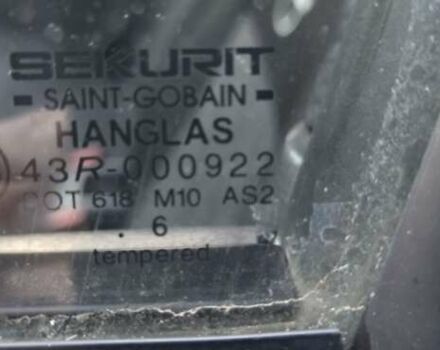 SEKURIT
SAINT-GOBAIN
HANGLAS
43R-000922
DOT 618 M10 AS2
. 6
tempered